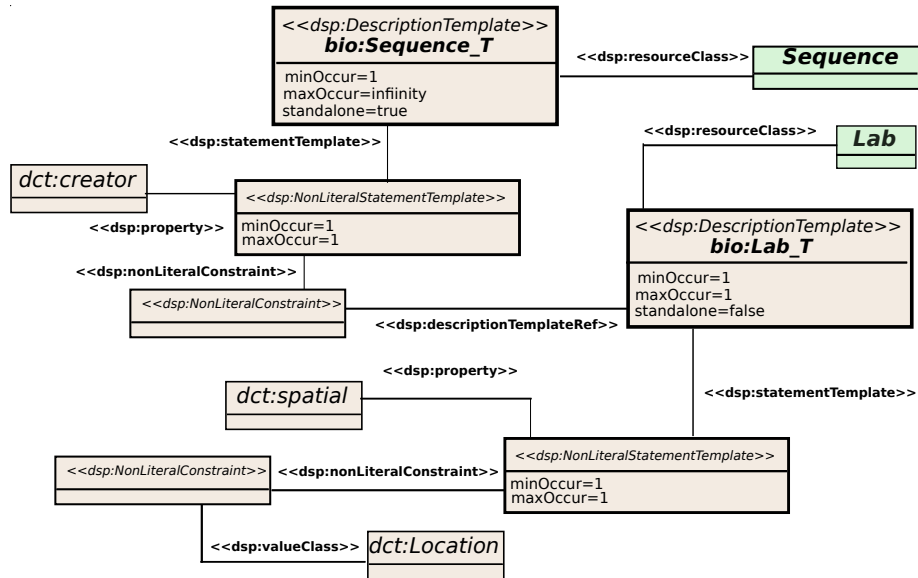 <<dsp:DescriptionTemplate>>
bio:Sequence_T
minOccur=1
maxOccur=infiinity
standalone=true
<<dsp:resourceClass>>
Sequence
<<dsp:statementTemplate>>
<<dsp:resourceClass>>
Lab
dct:creator
<<dsp:NonLiteralStatementTemplate>>
minOccur=1
maxOccur=1
<<dsp:property>>
<<dsp:DescriptionTemplate>>
bio:Lab_T
minOccur=1
maxOccur=1
standalone=false
<<dsp:nonLiteralConstraint>>
<<dsp:NonLiteralConstraint>>
<<dsp:descriptionTemplateRef>>
<<dsp:property>>
dct:spatial
<<dsp:statementTemplate>>
<<dsp:NonLiteralConstraint>>
<<dsp:nonLiteralConstraint>>
<<dsp:NonLiteralStatementTemplate>>
minOccur=1
maxOccur=1
<<dsp:valueClass>>
dct:Location